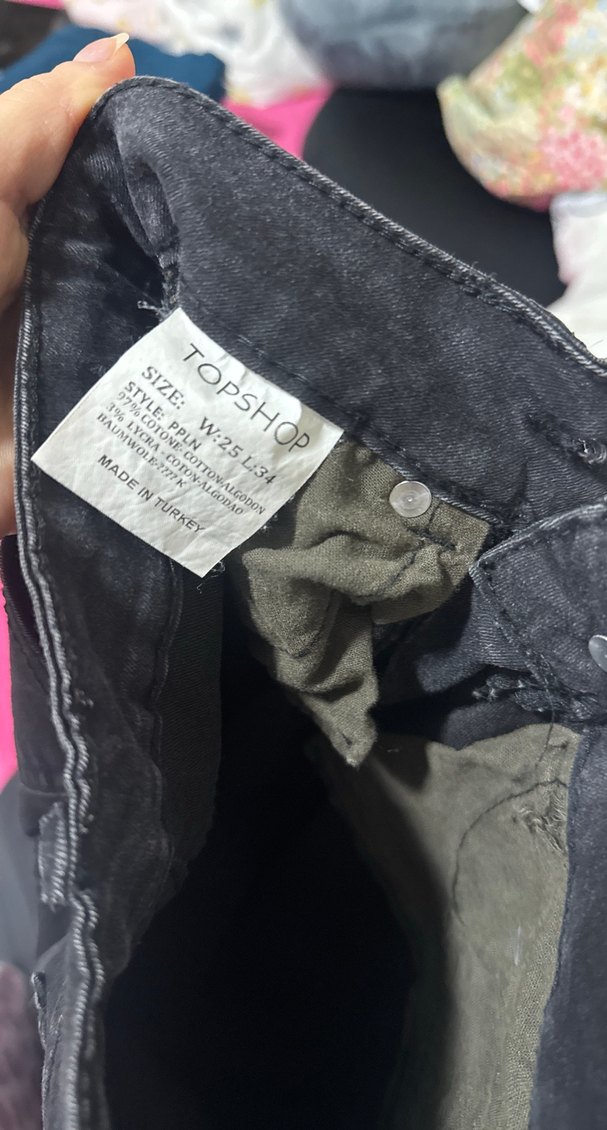 TOPSHOP
SIZE: W:25 L:34
STYLE: PPLN
97% COTONE-COTTON-ALGODON
3% LYCRA - COTON-ALGODAO
BAUMWOLE-???K
MADE IN TURKEY